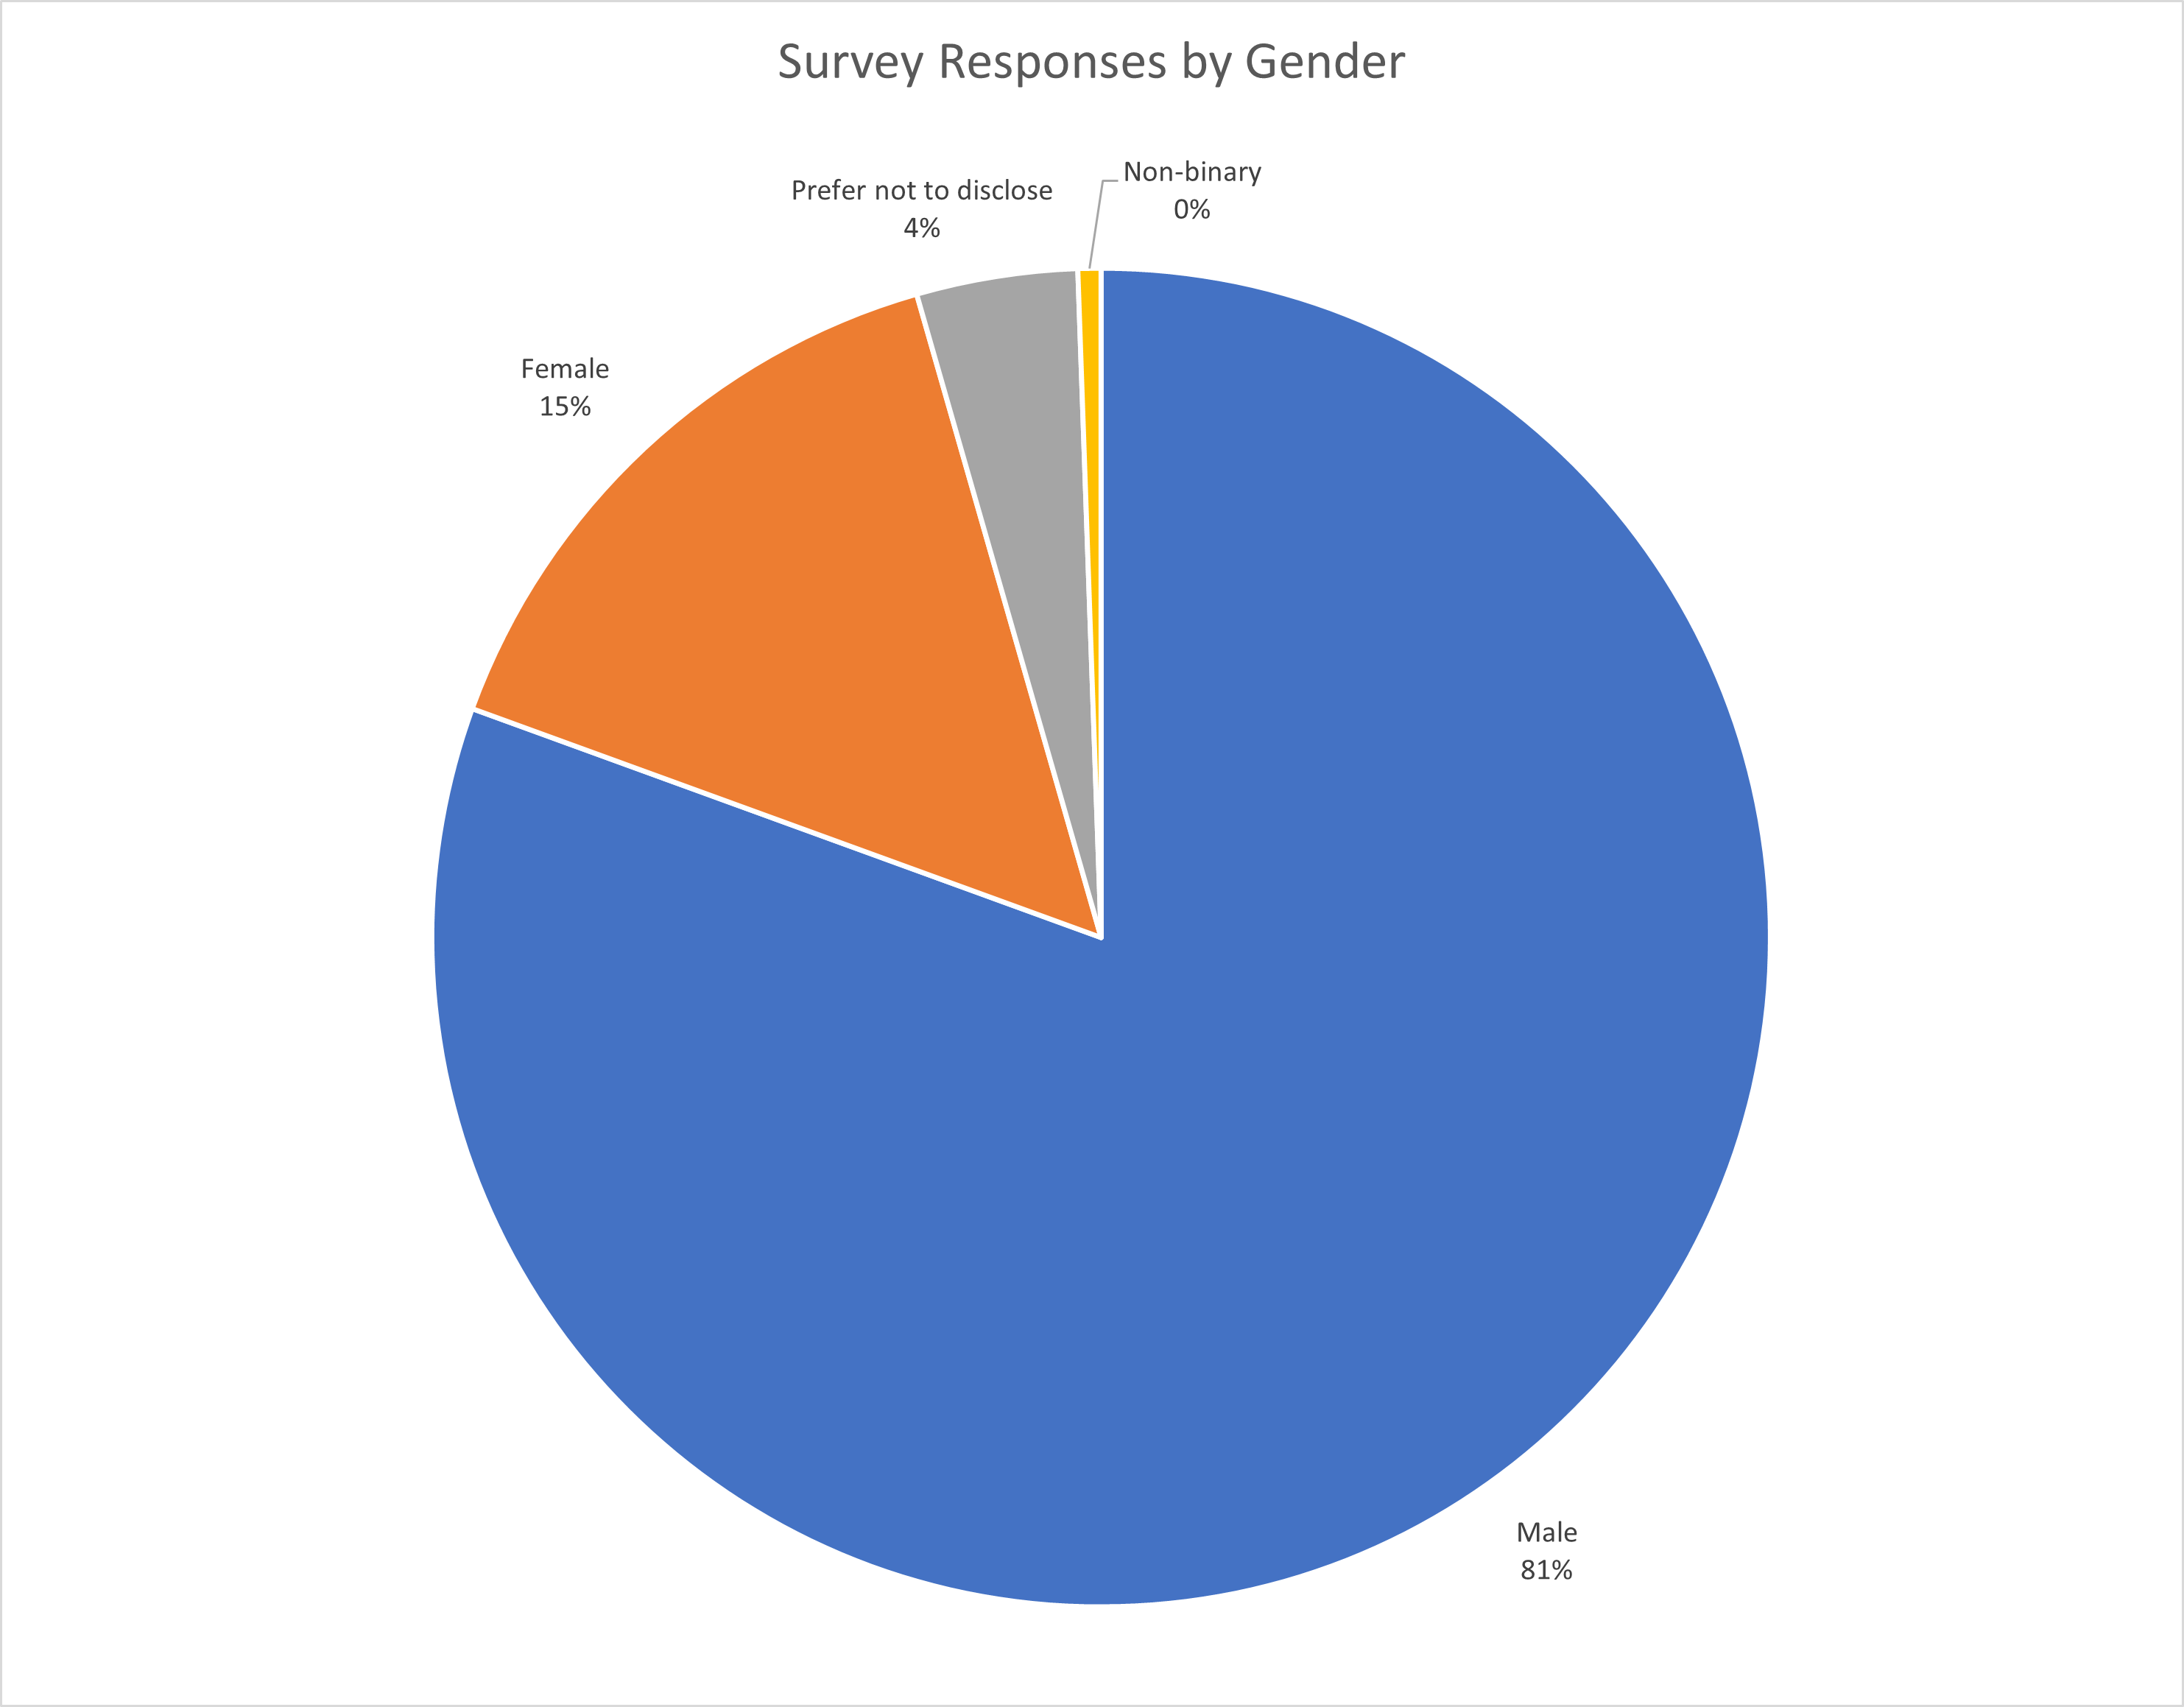 Survey Responses by Gender
Non-binary
0%
Prefer not to disclose
4%
Female
15%
Male
81%